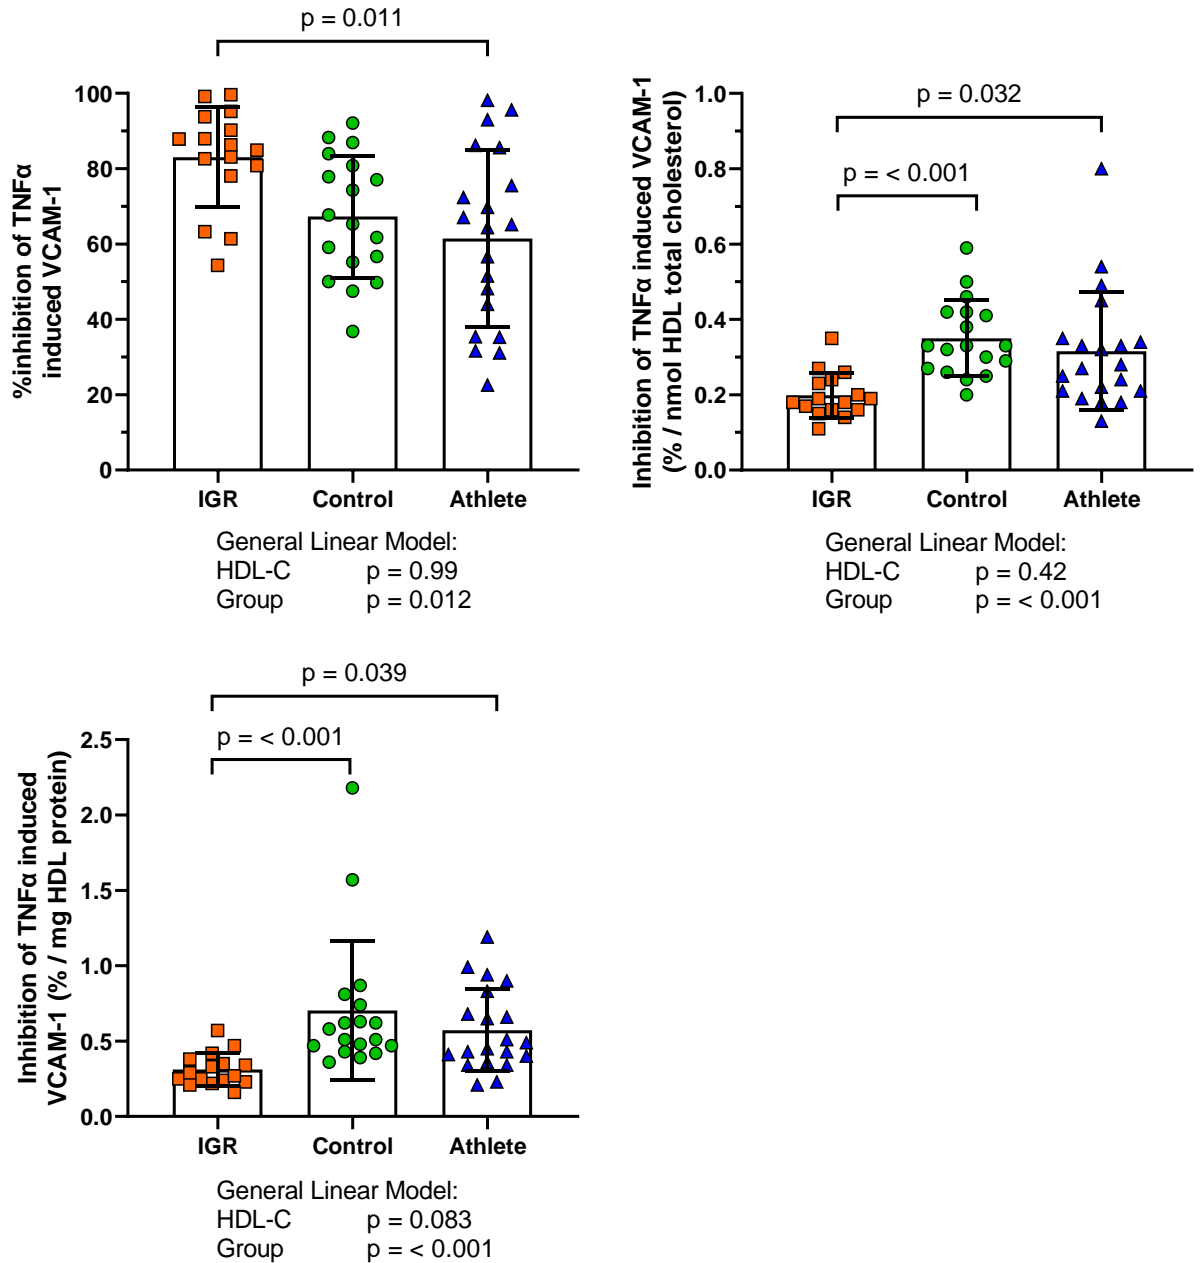 p = 0.011
%inhibition of TNFα
induced VCAM-1
100
80
60
40
20
0
IGR Control Athlete
General Linear Model:
HDL-C p = 0.99
Group p = 0.012
p = 0.032
p = < 0.001
Inhibition of TNFα induced VCAM-1
(% / nmol HDL total cholesterol)
1.0
0.8
0.6
0.4
0.2
0.0
IGR Control Athlete
General Linear Model:
HDL-C p = 0.42
Group p = < 0.001
p = 0.039
p = < 0.001
Inhibition of TNFα induced
VCAM-1 (% / mg HDL protein)
2.5
2.0
1.5
1.0
0.5
0.0
IGR Control Athlete
General Linear Model:
HDL-C p = 0.083
Group p = < 0.001